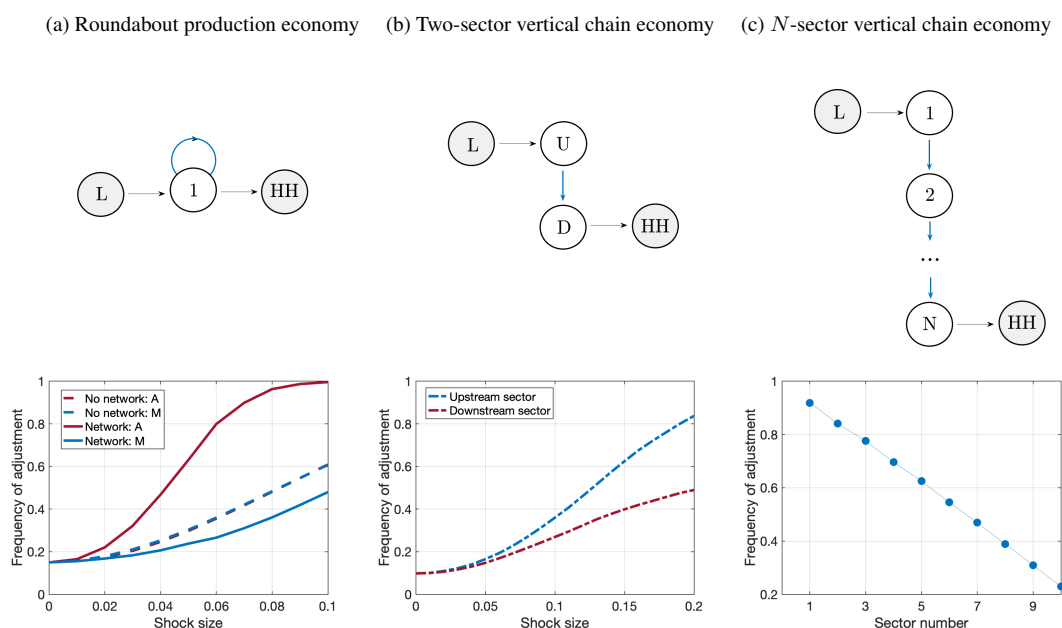 (a) Roundabout production economy
(b) Two-sector vertical chain economy
(c) N-sector vertical chain economy
L
1
HH
L
U
D
HH
L
1
2
...
N
HH
Frequency of adjustment
1
0.8
0.6
0.4
0.2
0
No network: A
No network: M
Network: A
Network: M
0
0.02
0.04
0.06
0.08
0.1
Shock size
Frequency of adjustment
1
0.8
0.6
0.4
0.2
0
Upstream sector
Downstream sector
0
0.05
0.1
0.15
0.2
Shock size
Frequency of adjustment
1
0.8
0.6
0.4
0.2
1
3
5
7
9
Sector number